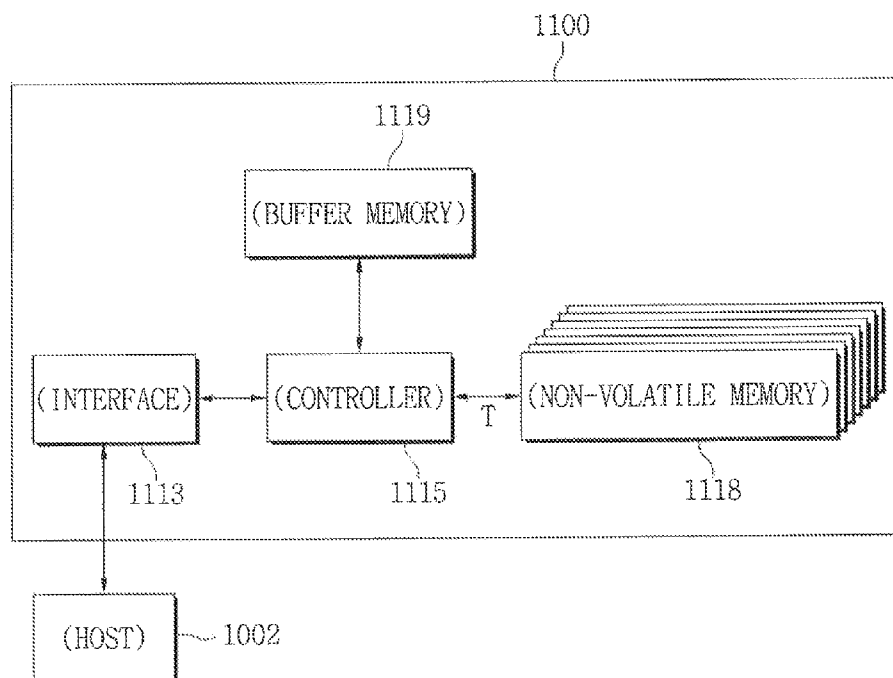 1100
1119
(BUFFER MEMORY)
(INTERFACE)
(CONTROLLER)
T
(NON-VOLATILE MEMORY)
1113
1115
1118
(HOST)
1002